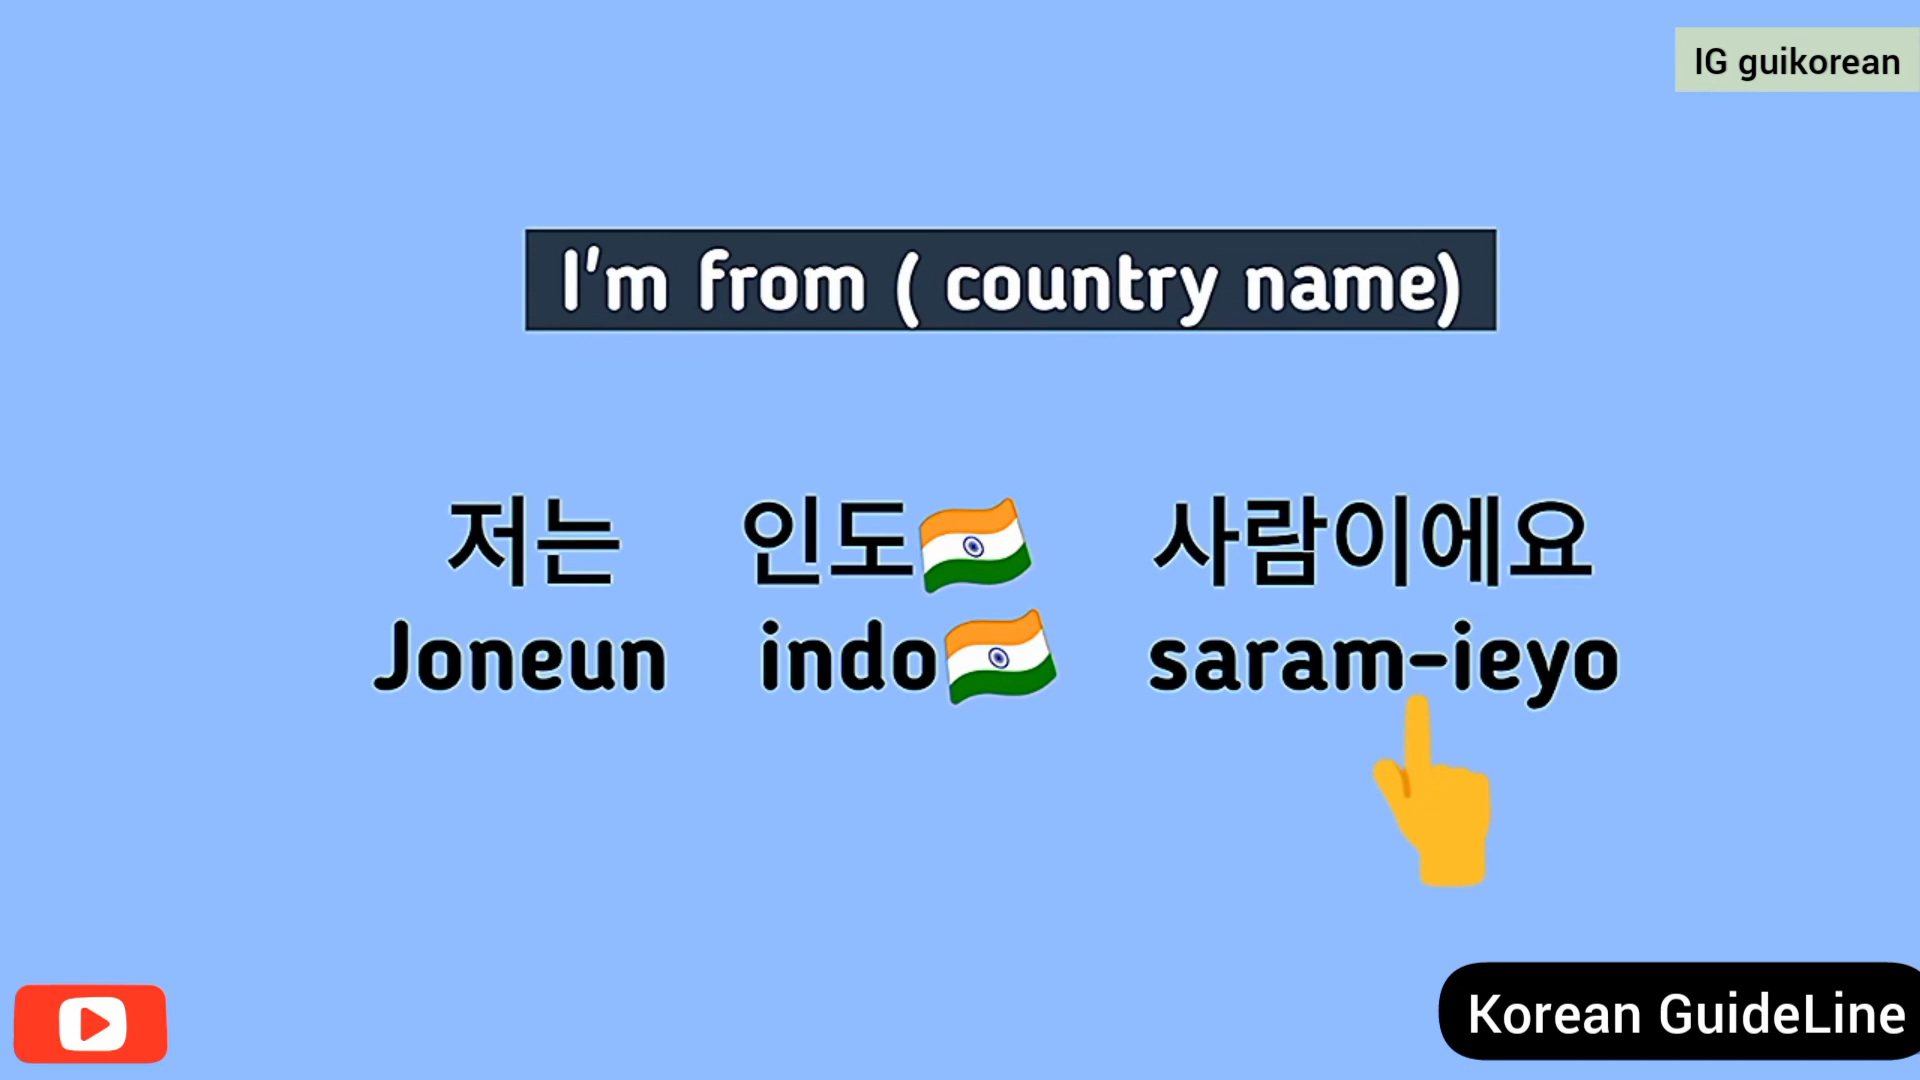 IG guikorean
I'm from ( country name)
저는 인도🇮🇳 사람이에요
Joneun indo🇮🇳 saram-ieyo
Korean GuideLine